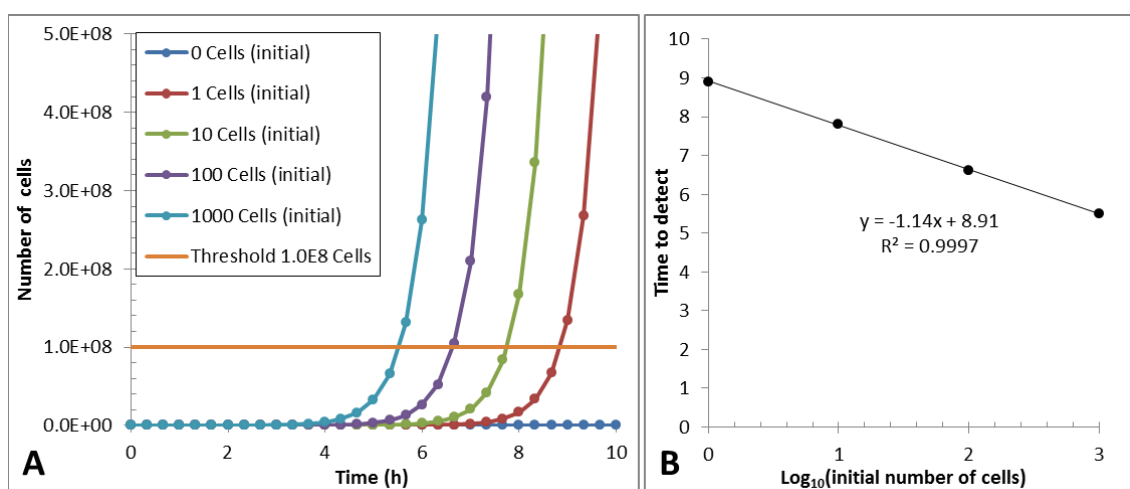 5.0E+08
4.0E+08
3.0E+08
2.0E+08
1.0E+08
0.0E+00
Number of cells
0 Cells (initial)
1 Cells (initial)
10 Cells (initial)
100 Cells (initial)
1000 Cells (initial)
Threshold 1.0E8 Cells
0 2 4 6 8 10
Time (h)
A
10
9
8
7
6
5
4
3
2
1
0
Time to detect
y = -1.14x + 8.91
R² = 0.9997
0 1 2 3
Log₁₀(initial number of cells)
B